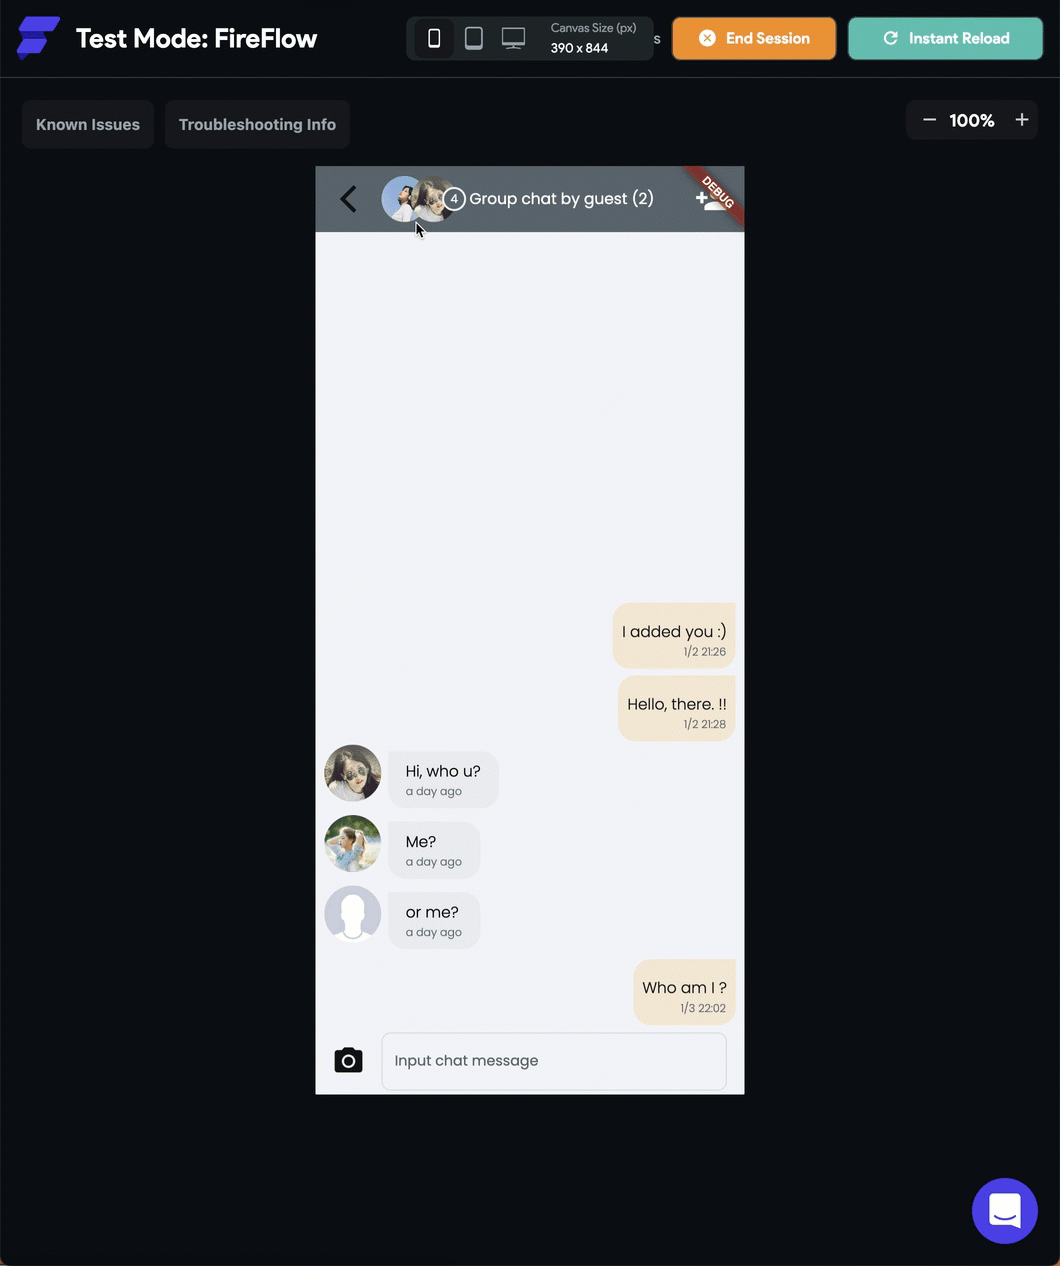 Test Mode: FireFlow
Canvas Size (px)
390 x 844
s
End Session
Instant Reload
Known Issues
Troubleshooting Info
− 100% +
4
Group chat by guest (2)
DEBUG
I added you :)
1/2 21:26
Hello, there. !!
1/2 21:28
Hi, who u?
a day ago
Me?
a day ago
or me?
a day ago
Who am I ?
1/3 22:02
Input chat message